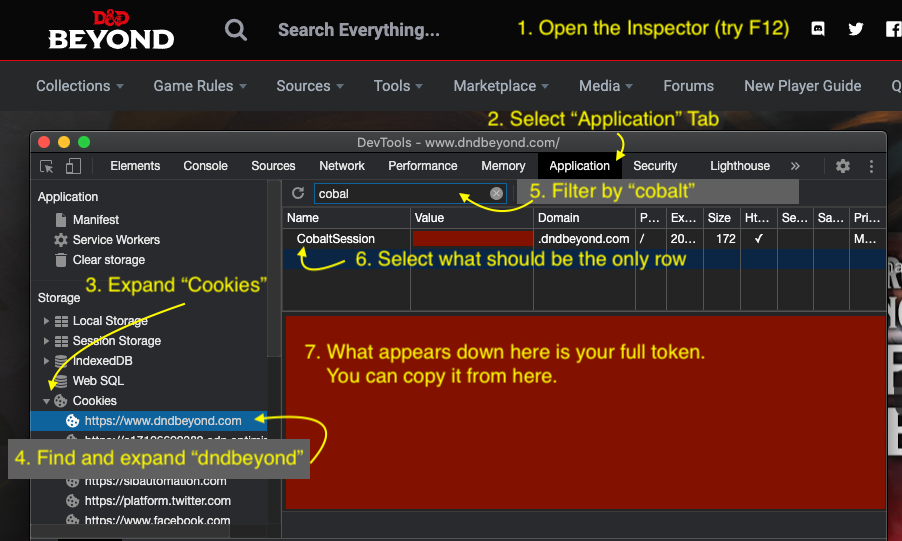 D&D
BEYOND
Search Everything...
1. Open the Inspector (try F12)
Collections
Game Rules
Sources
Tools
Marketplace
Media
Forums
New Player Guide
2. Select “Application” Tab
DevTools - www.dndbeyond.com/
Elements
Console
Sources
Network
Performance
Memory
Application
Security
Lighthouse
»
Application
Manifest
Service Workers
Clear storage
cobal
5. Filter by “cobalt”
Name
Value
Domain
P...
Ex...
Size
Ht...
Se...
Sa...
Pri...
CobaltSession
.dndbeyond.com
/
20...
172
✓
M...
6. Select what should be the only row
3. Expand “Cookies”
Storage
Local Storage
Session Storage
IndexedDB
Web SQL
Cookies
https://www.dndbeyond.com
4. Find and expand “dndbeyond”
https://sibautomation.com
https://platform.twitter.com
https://www.facebook.com
7. What appears down here is your full token.
You can copy it from here.